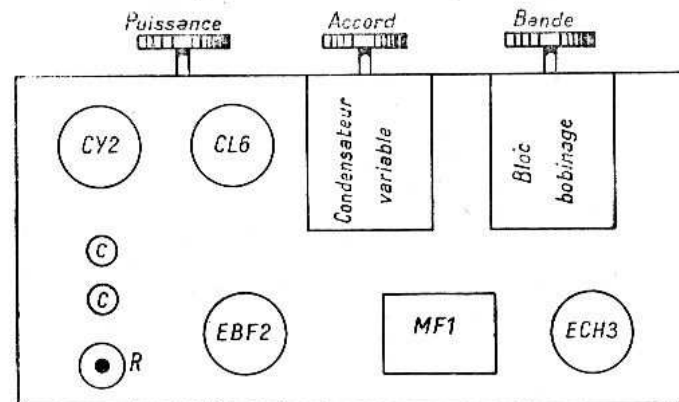 Puissance
Accord
Bande
CY2
CL6
Condensateur
variable
Bloc
bobinage
C
C
R
EBF2
MF1
ECH3